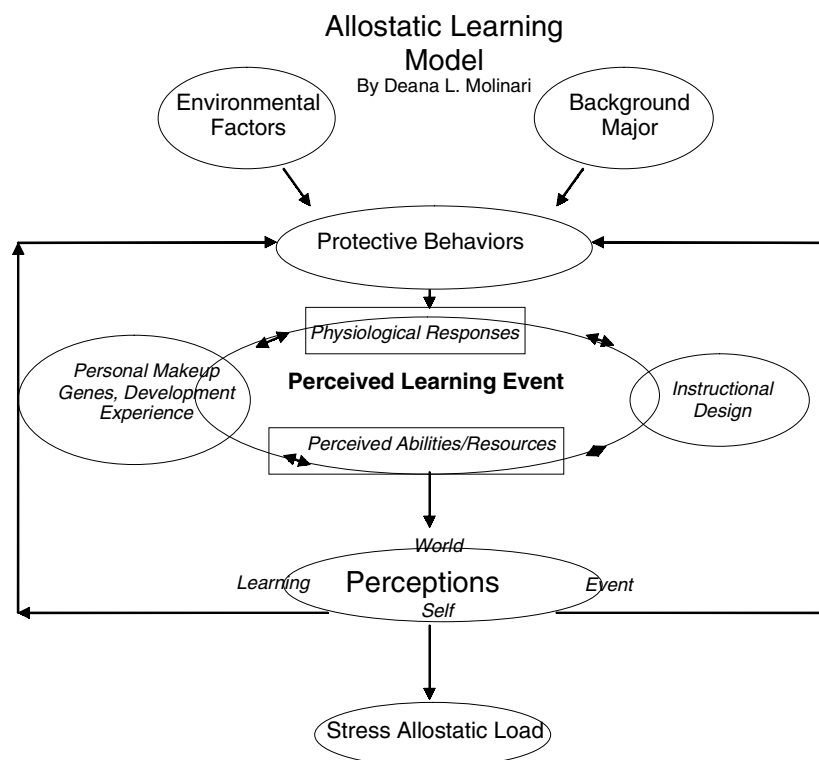 Allostatic Learning
Model
By Deana L. Molinari
Environmental
Factors
Background
Major
Protective Behaviors
Physiological Responses
Personal Makeup
Genes, Development
Experience
Perceived Learning Event
Instructional
Design
Perceived Abilities/Resources
World
Learning
Perceptions
Event
Self
Stress Allostatic Load